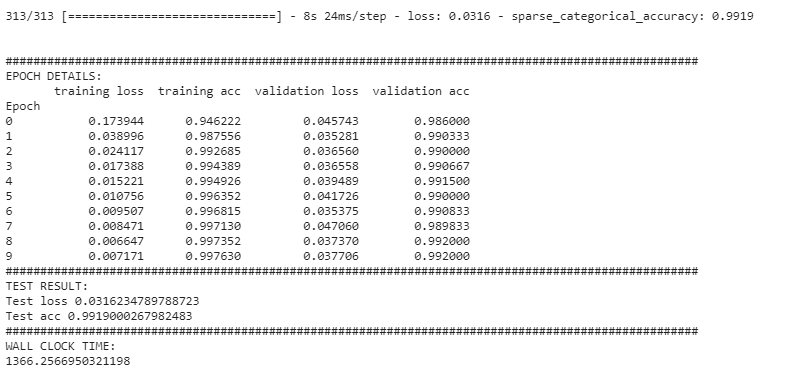 313/313 [==============================] - 8s 24ms/step - loss: 0.0316 - sparse_categorical_accuracy: 0.9919
####################################################################################################
EPOCH DETAILS:
training loss training acc validation loss validation acc
Epoch
0 0.173944 0.946222 0.045743 0.986000
1 0.038996 0.987556 0.035281 0.990333
2 0.024117 0.992685 0.036560 0.990000
3 0.017388 0.994389 0.036558 0.990667
4 0.015221 0.994926 0.039489 0.991500
5 0.010756 0.996352 0.041726 0.990000
6 0.009507 0.996815 0.035375 0.990833
7 0.008471 0.997130 0.047060 0.989833
8 0.006647 0.997352 0.037370 0.992000
9 0.007171 0.997630 0.037706 0.992000
####################################################################################################
TEST RESULT:
Test loss 0.0316234789788723
Test acc 0.9919000267982483
####################################################################################################
WALL CLOCK TIME:
1366.2566950321198